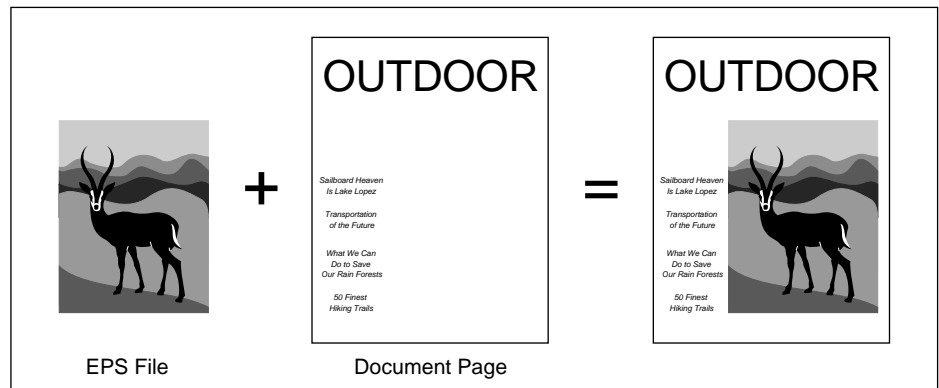 OUTDOOR
Sailboard Heaven
Is Lake Lopez
Transportation
of the Future
What We Can
Do to Save
Our Rain Forests
50 Finest
Hiking Trails
+
=
OUTDOOR
Sailboard Heaven
Is Lake Lopez
Transportation
of the Future
What We Can
Do to Save
Our Rain Forests
50 Finest
Hiking Trails
EPS File
Document Page